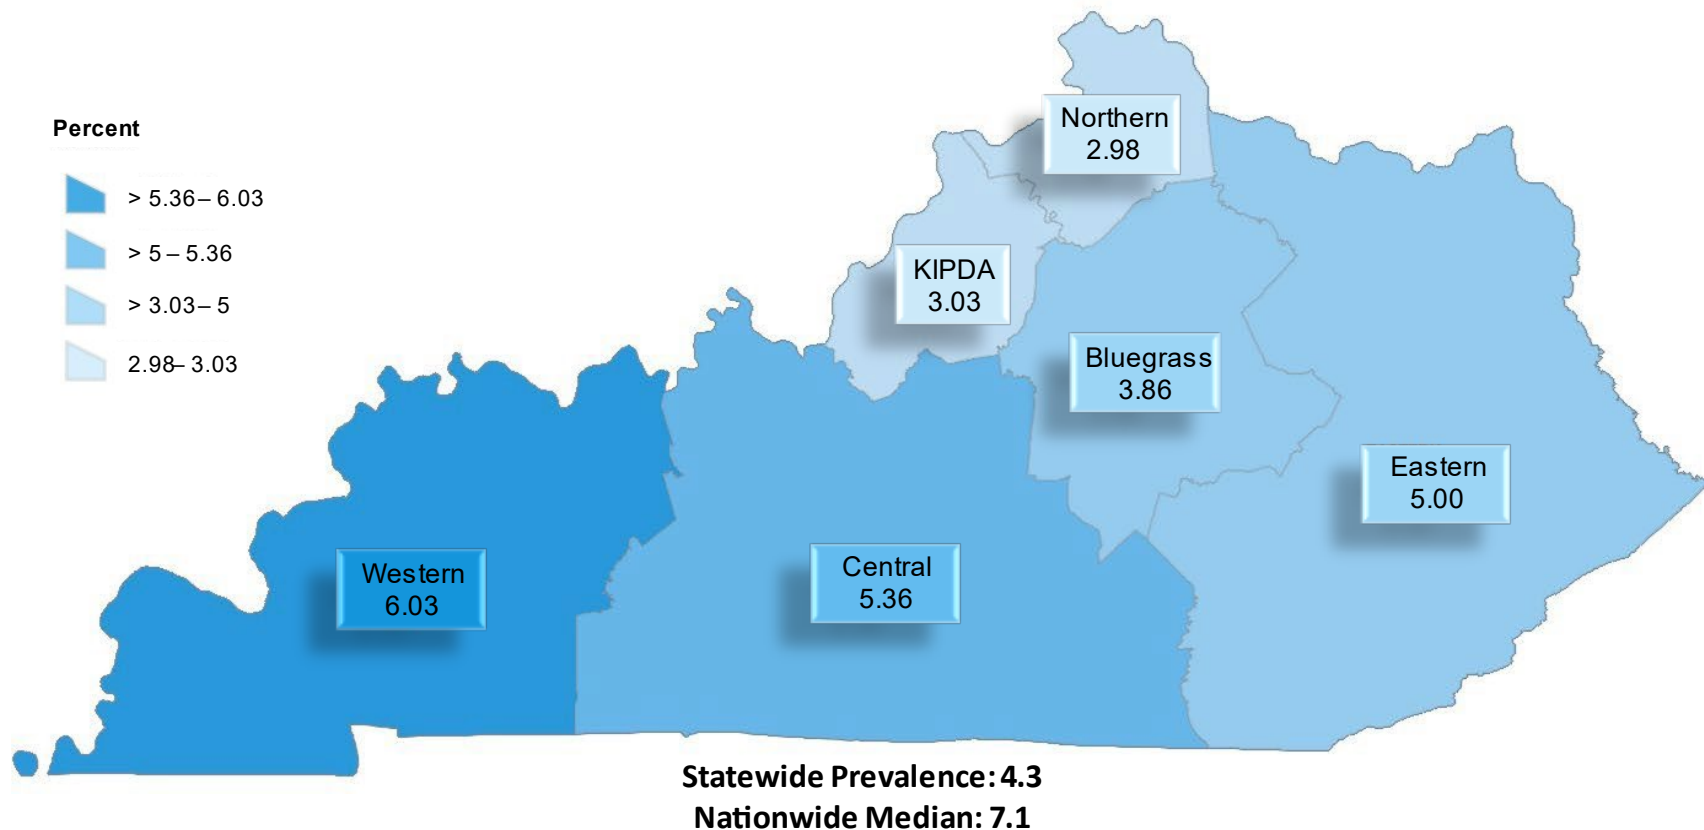 Percent
> 5.36– 6.03
> 5 – 5.36
> 3.03– 5
2.98– 3.03
Northern
2.98
KIPDA
3.03
Bluegrass
3.86
Eastern
5.00
Central
5.36
Western
6.03
Statewide Prevalence: 4.3
Nationwide Median: 7.1